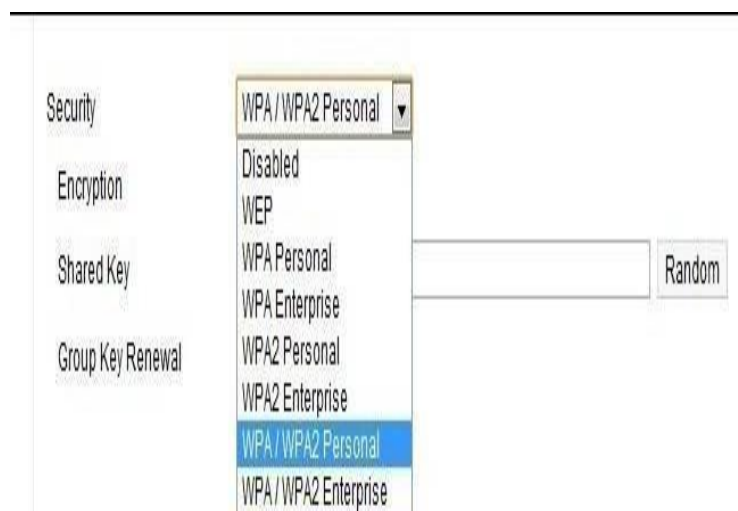 Security
WPA / WPA2 Personal
Disabled
Encryption
WEP
WPA Personal
Shared Key
Random
WPA Enterprise
WPA2 Personal
Group Key Renewal
WPA2 Enterprise
WPA / WPA2 Personal
WPA / WPA2 Enterprise